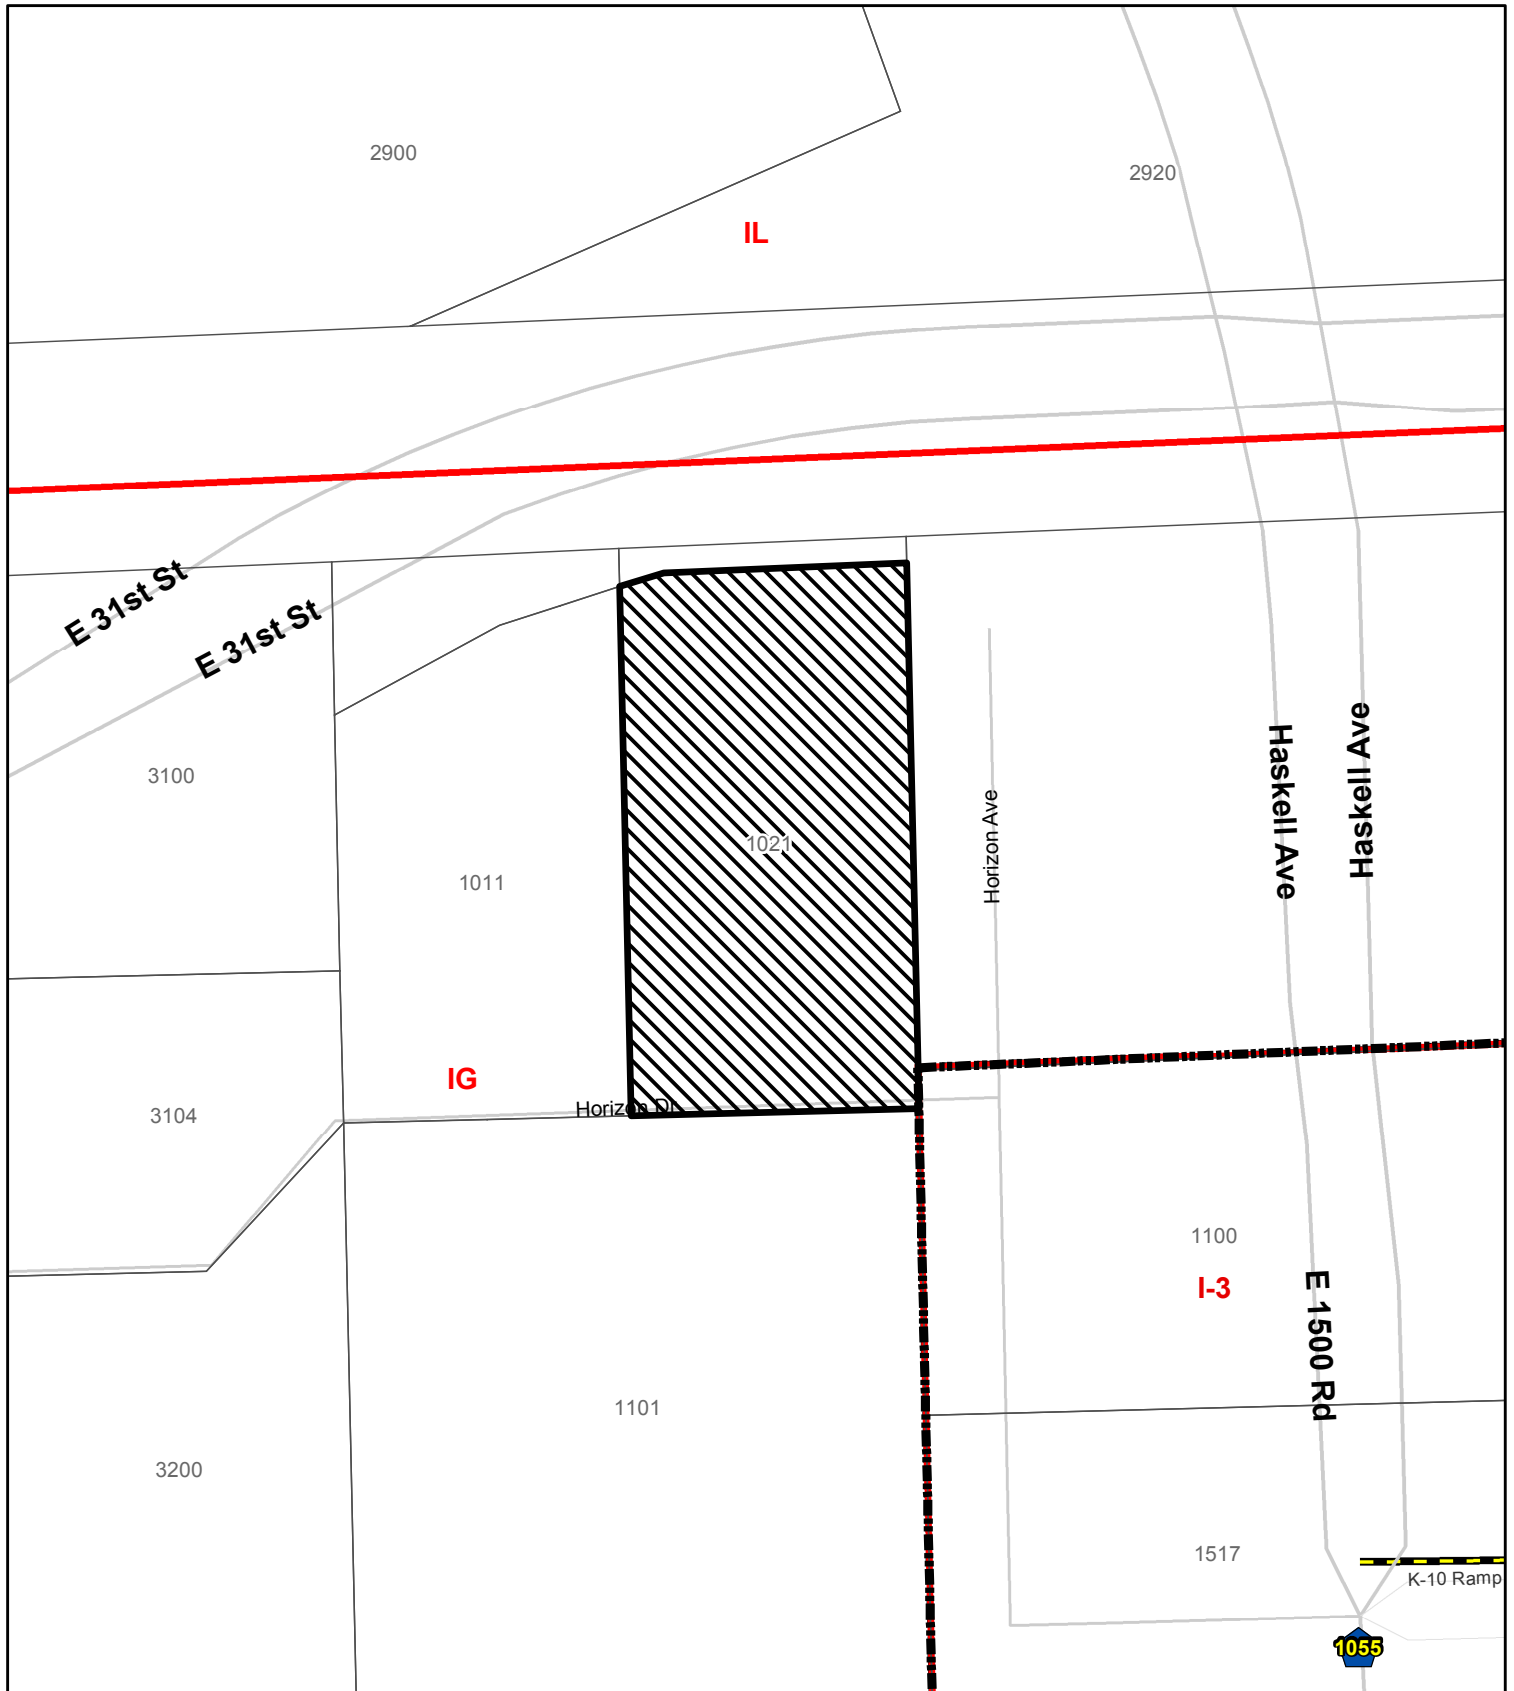 2900
2920
IL
E 31st St
E 31st St
3100
Haskell Ave
Haskell Ave
Horizon Ave
1021
1011
IG
3104
Horizon Dr
1100
I-3
E 1500 Rd
1101
3200
1517
K-10 Ramp
1055